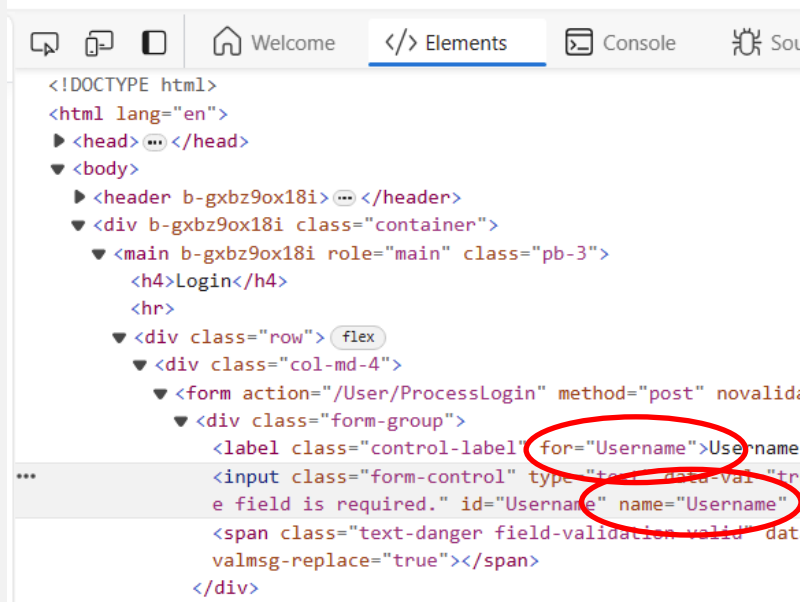 Welcome </> Elements Console Sou
<!DOCTYPE html>
<html lang="en">
<head> ••• </head>
<body>
<header b-gxbz9ox18i> ••• </header>
<div b-gxbz9ox18i class="container">
<main b-gxbz9ox18i role="main" class="pb-3">
<h4>Login</h4>
<hr>
<div class="row"> flex
<div class="col-md-4">
<form action="/User/ProcessLogin" method="post" novalida
<div class="form-group">
<label class="control-label" for="Username">Username
••• <input class="form-control" type="text" data-val="tr
e field is required." id="Username" name="Username"
<span class="text-danger field-validation-valid" dat
valmsg-replace="true"></span>
</div>